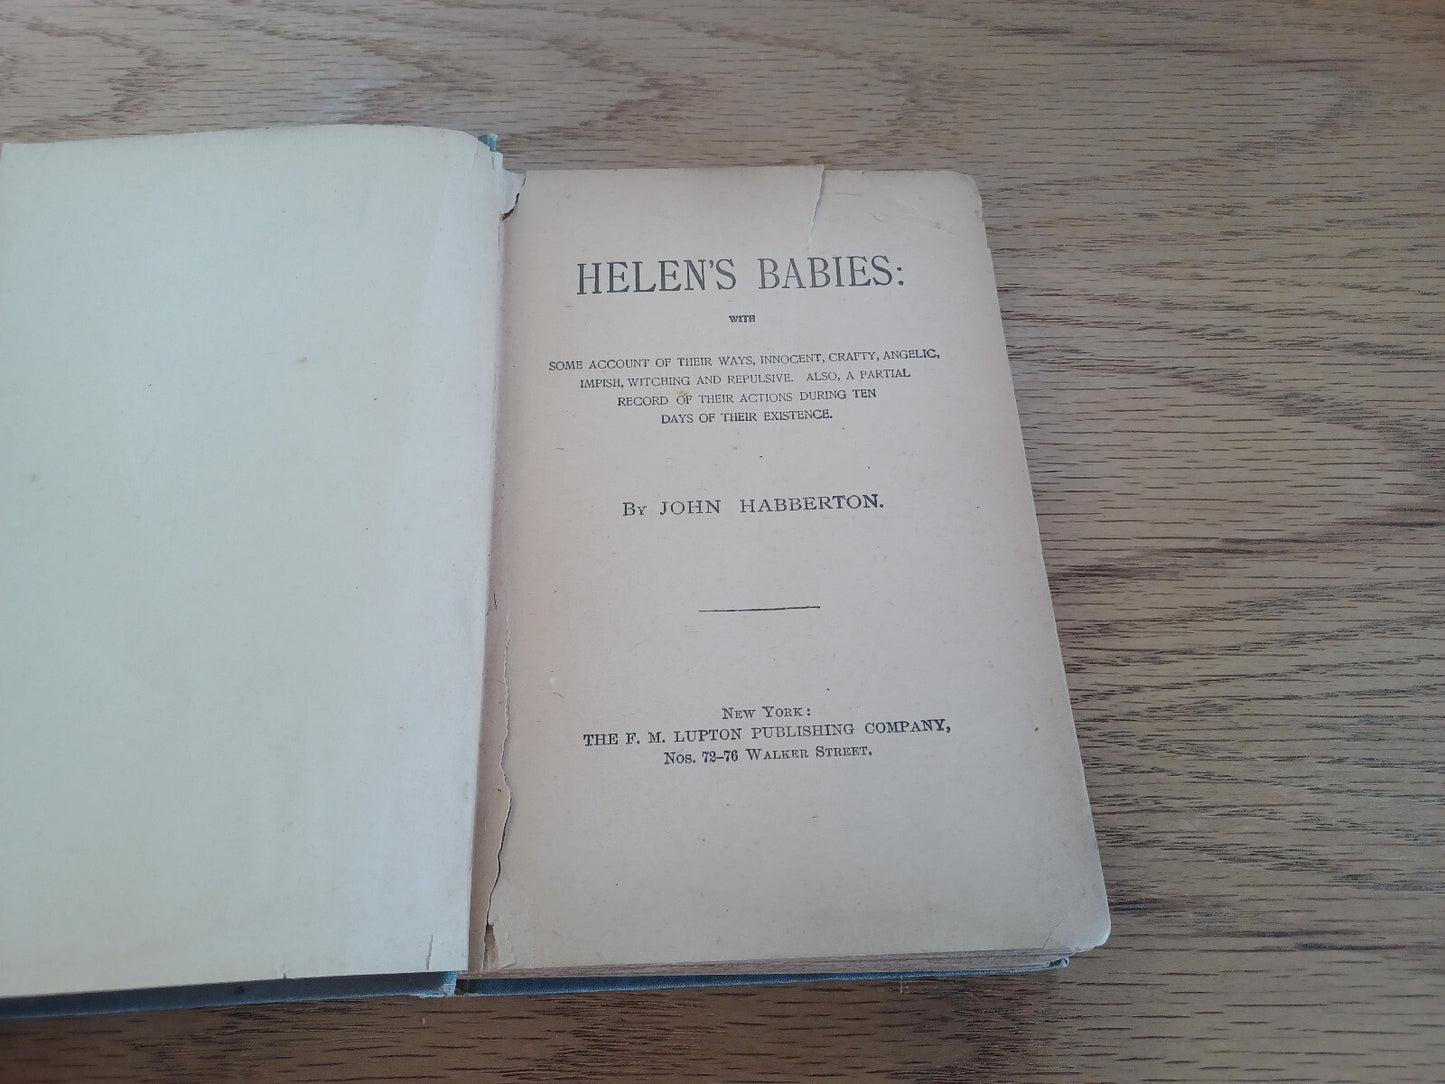 HELEN'S BABIES:
WITH
SOME ACCOUNT OF THEIR WAYS, INNOCENT, CRAFTY, ANGELIC,
IMPISH, WITCHING AND REPULSIVE. ALSO, A PARTIAL
RECORD OF THEIR ACTIONS DURING TEN
DAYS OF THEIR EXISTENCE.
BY JOHN HABBERTON.
NEW YORK:
THE F. M. LUPTON PUBLISHING COMPANY,
NOS. 72–76 WALKER STREET.